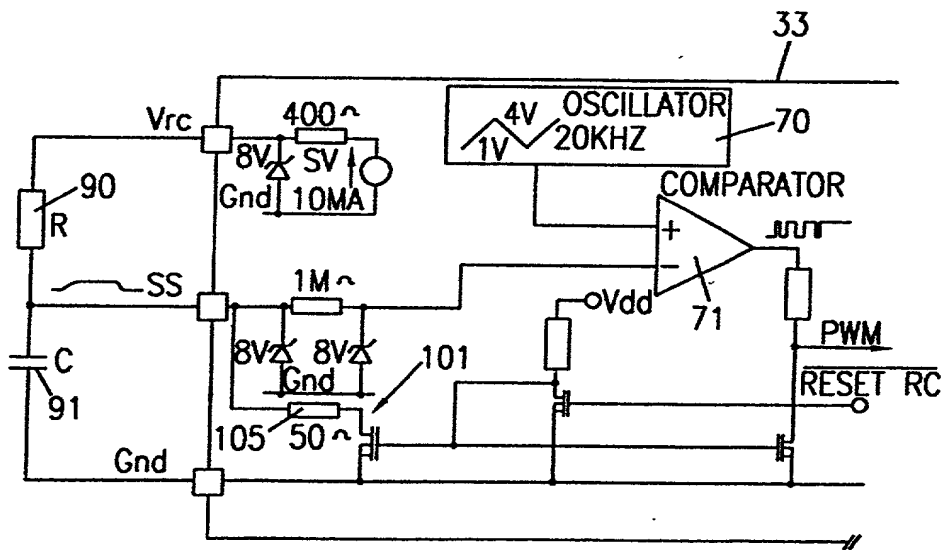 33
Vrc
400~
8V
SV
Gnd
10MA
4V
1V
OSCILLATOR
20KHZ
70
COMPARATOR
90
R
SS
1M~
+
−
71
Vdd
8V
8V
Gnd
101
PWM
RESET RC
C
91
105
50~
Gnd